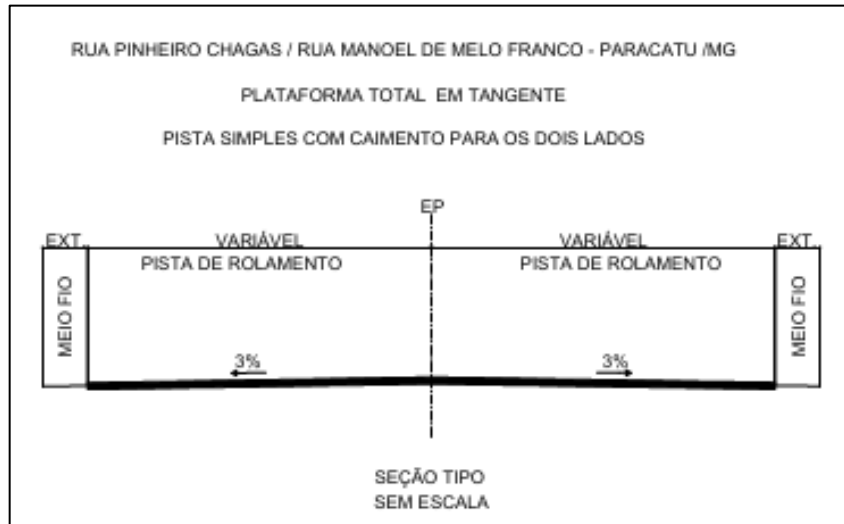 RUA PINHEIRO CHAGAS / RUA MANOEL DE MELO FRANCO - PARACATU /MG
PLATAFORMA TOTAL EM TANGENTE
PISTA SIMPLES COM CAIMENTO PARA OS DOIS LADOS
EP
EXT. VARIÁVEL VARIÁVEL EXT.
PISTA DE ROLAMENTO PISTA DE ROLAMENTO
MEIO FIO MEIO FIO
3% 3%
SEÇÃO TIPO
SEM ESCALA